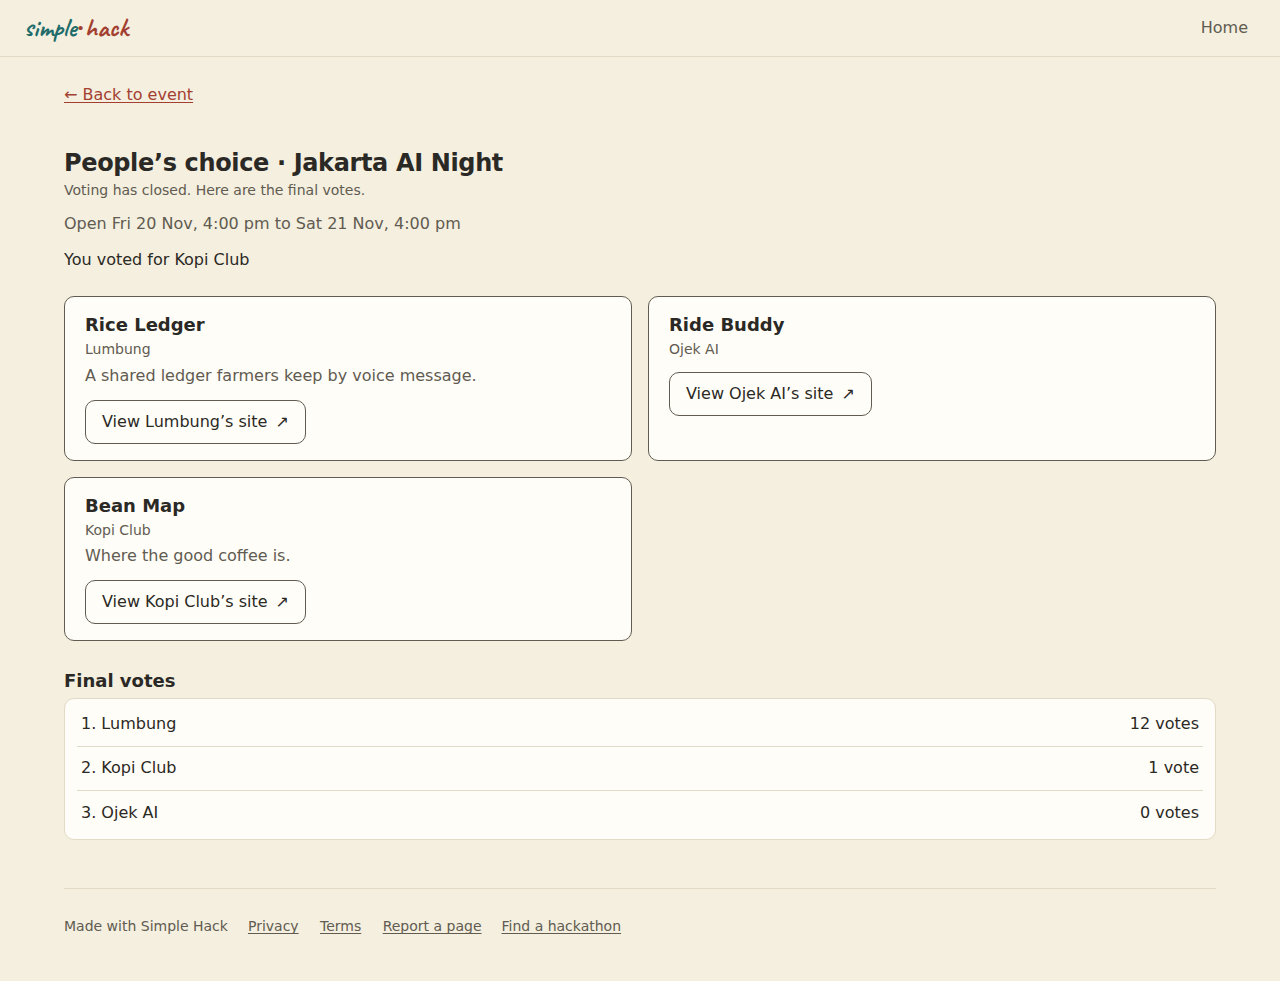 simple·hack
Home
← Back to event
People’s choice · Jakarta AI Night
Voting has closed. Here are the final votes.
Open Fri 20 Nov, 4:00 pm to Sat 21 Nov, 4:00 pm
You voted for Kopi Club
Rice Ledger
Lumbung
A shared ledger farmers keep by voice message.
View Lumbung’s site ↗
Ride Buddy
Ojek AI
View Ojek AI’s site ↗
Bean Map
Kopi Club
Where the good coffee is.
View Kopi Club’s site ↗
Final votes
1. Lumbung 12 votes
2. Kopi Club 1 vote
3. Ojek AI 0 votes
Made with Simple Hack Privacy Terms Report a page Find a hackathon